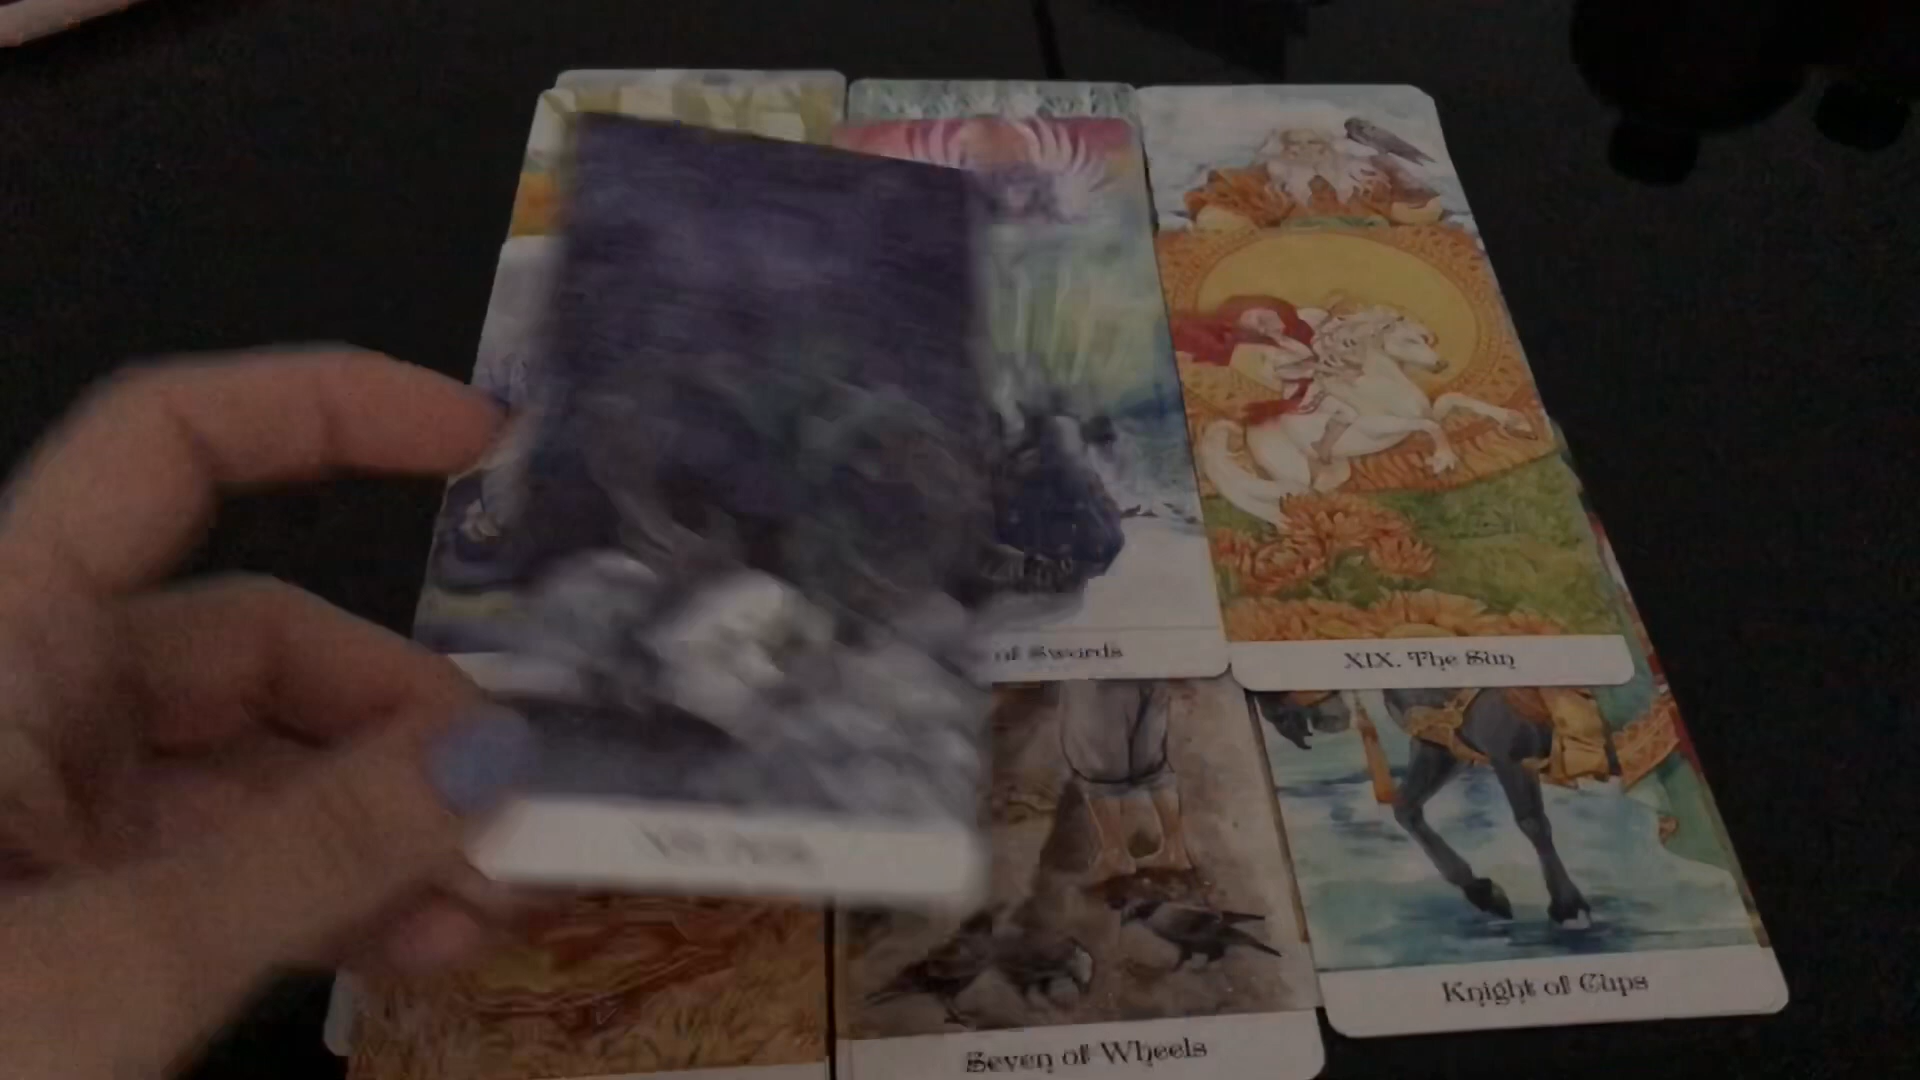 of Swords
XIX. The Sun
Knight of Cups
Seven of Wheels